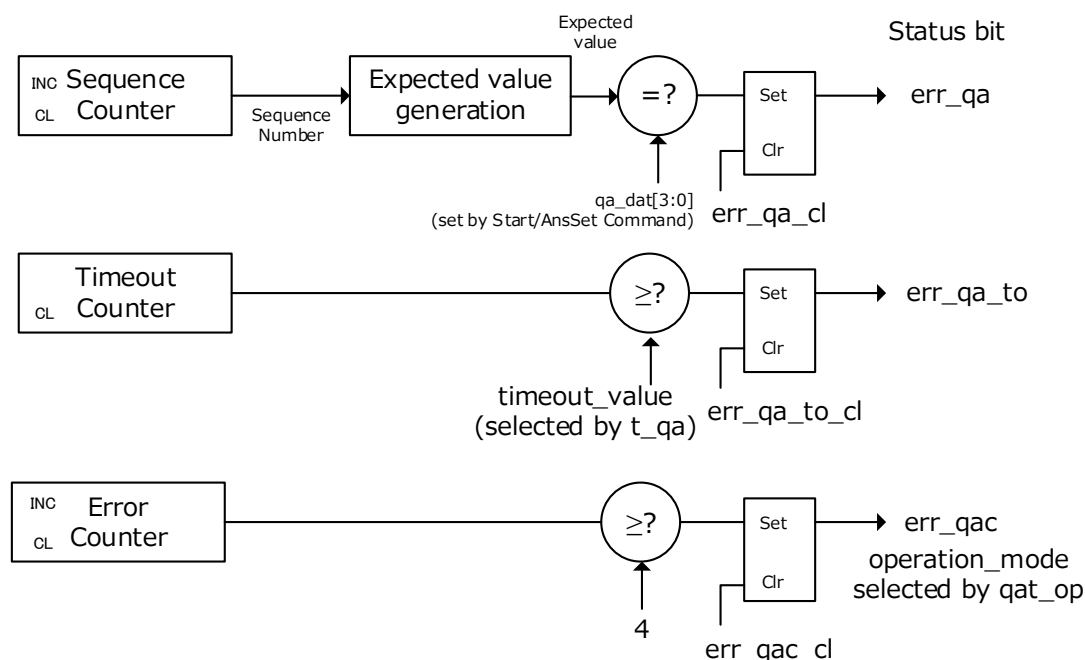 Status bit
Expected
value
INC Sequence
CL Counter
Sequence
Number
Expected value
generation
=?
qa_dat[3:0]
(set by Start/AnsSet Command)
Set
Clr
err_qa_cl
err_qa
Timeout
CL Counter
≥?
timeout_value
(selected by t_qa)
Set
Clr
err_qa_to_cl
err_qa_to
INC Error
CL Counter
≥?
4
Set
Clr
err_qac_cl
err_qac
operation_mode
selected by qat_op